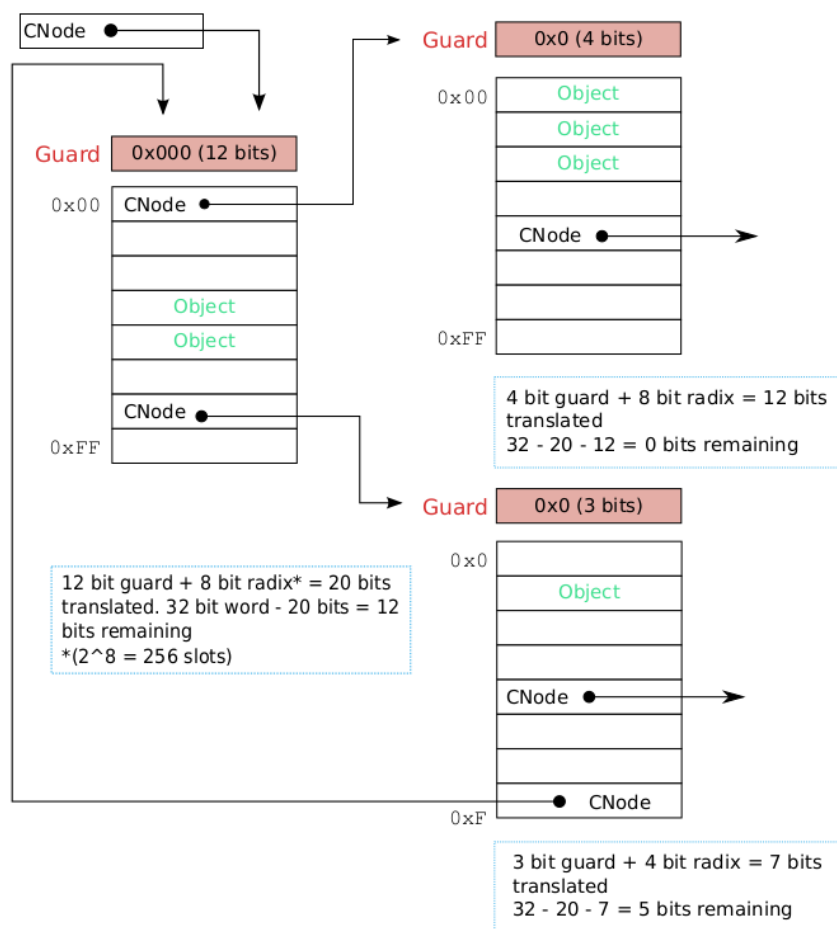 CNode
Guard 0x000 (12 bits)
0x00 CNode
Object
Object
CNode
0xFF
12 bit guard + 8 bit radix* = 20 bits
translated. 32 bit word - 20 bits = 12
bits remaining
*(2^8 = 256 slots)
Guard 0x0 (4 bits)
0x00 Object
Object
Object
CNode
0xFF
4 bit guard + 8 bit radix = 12 bits
translated
32 - 20 - 12 = 0 bits remaining
Guard 0x0 (3 bits)
0x0
Object
CNode
CNode
0xF
3 bit guard + 4 bit radix = 7 bits
translated
32 - 20 - 7 = 5 bits remaining